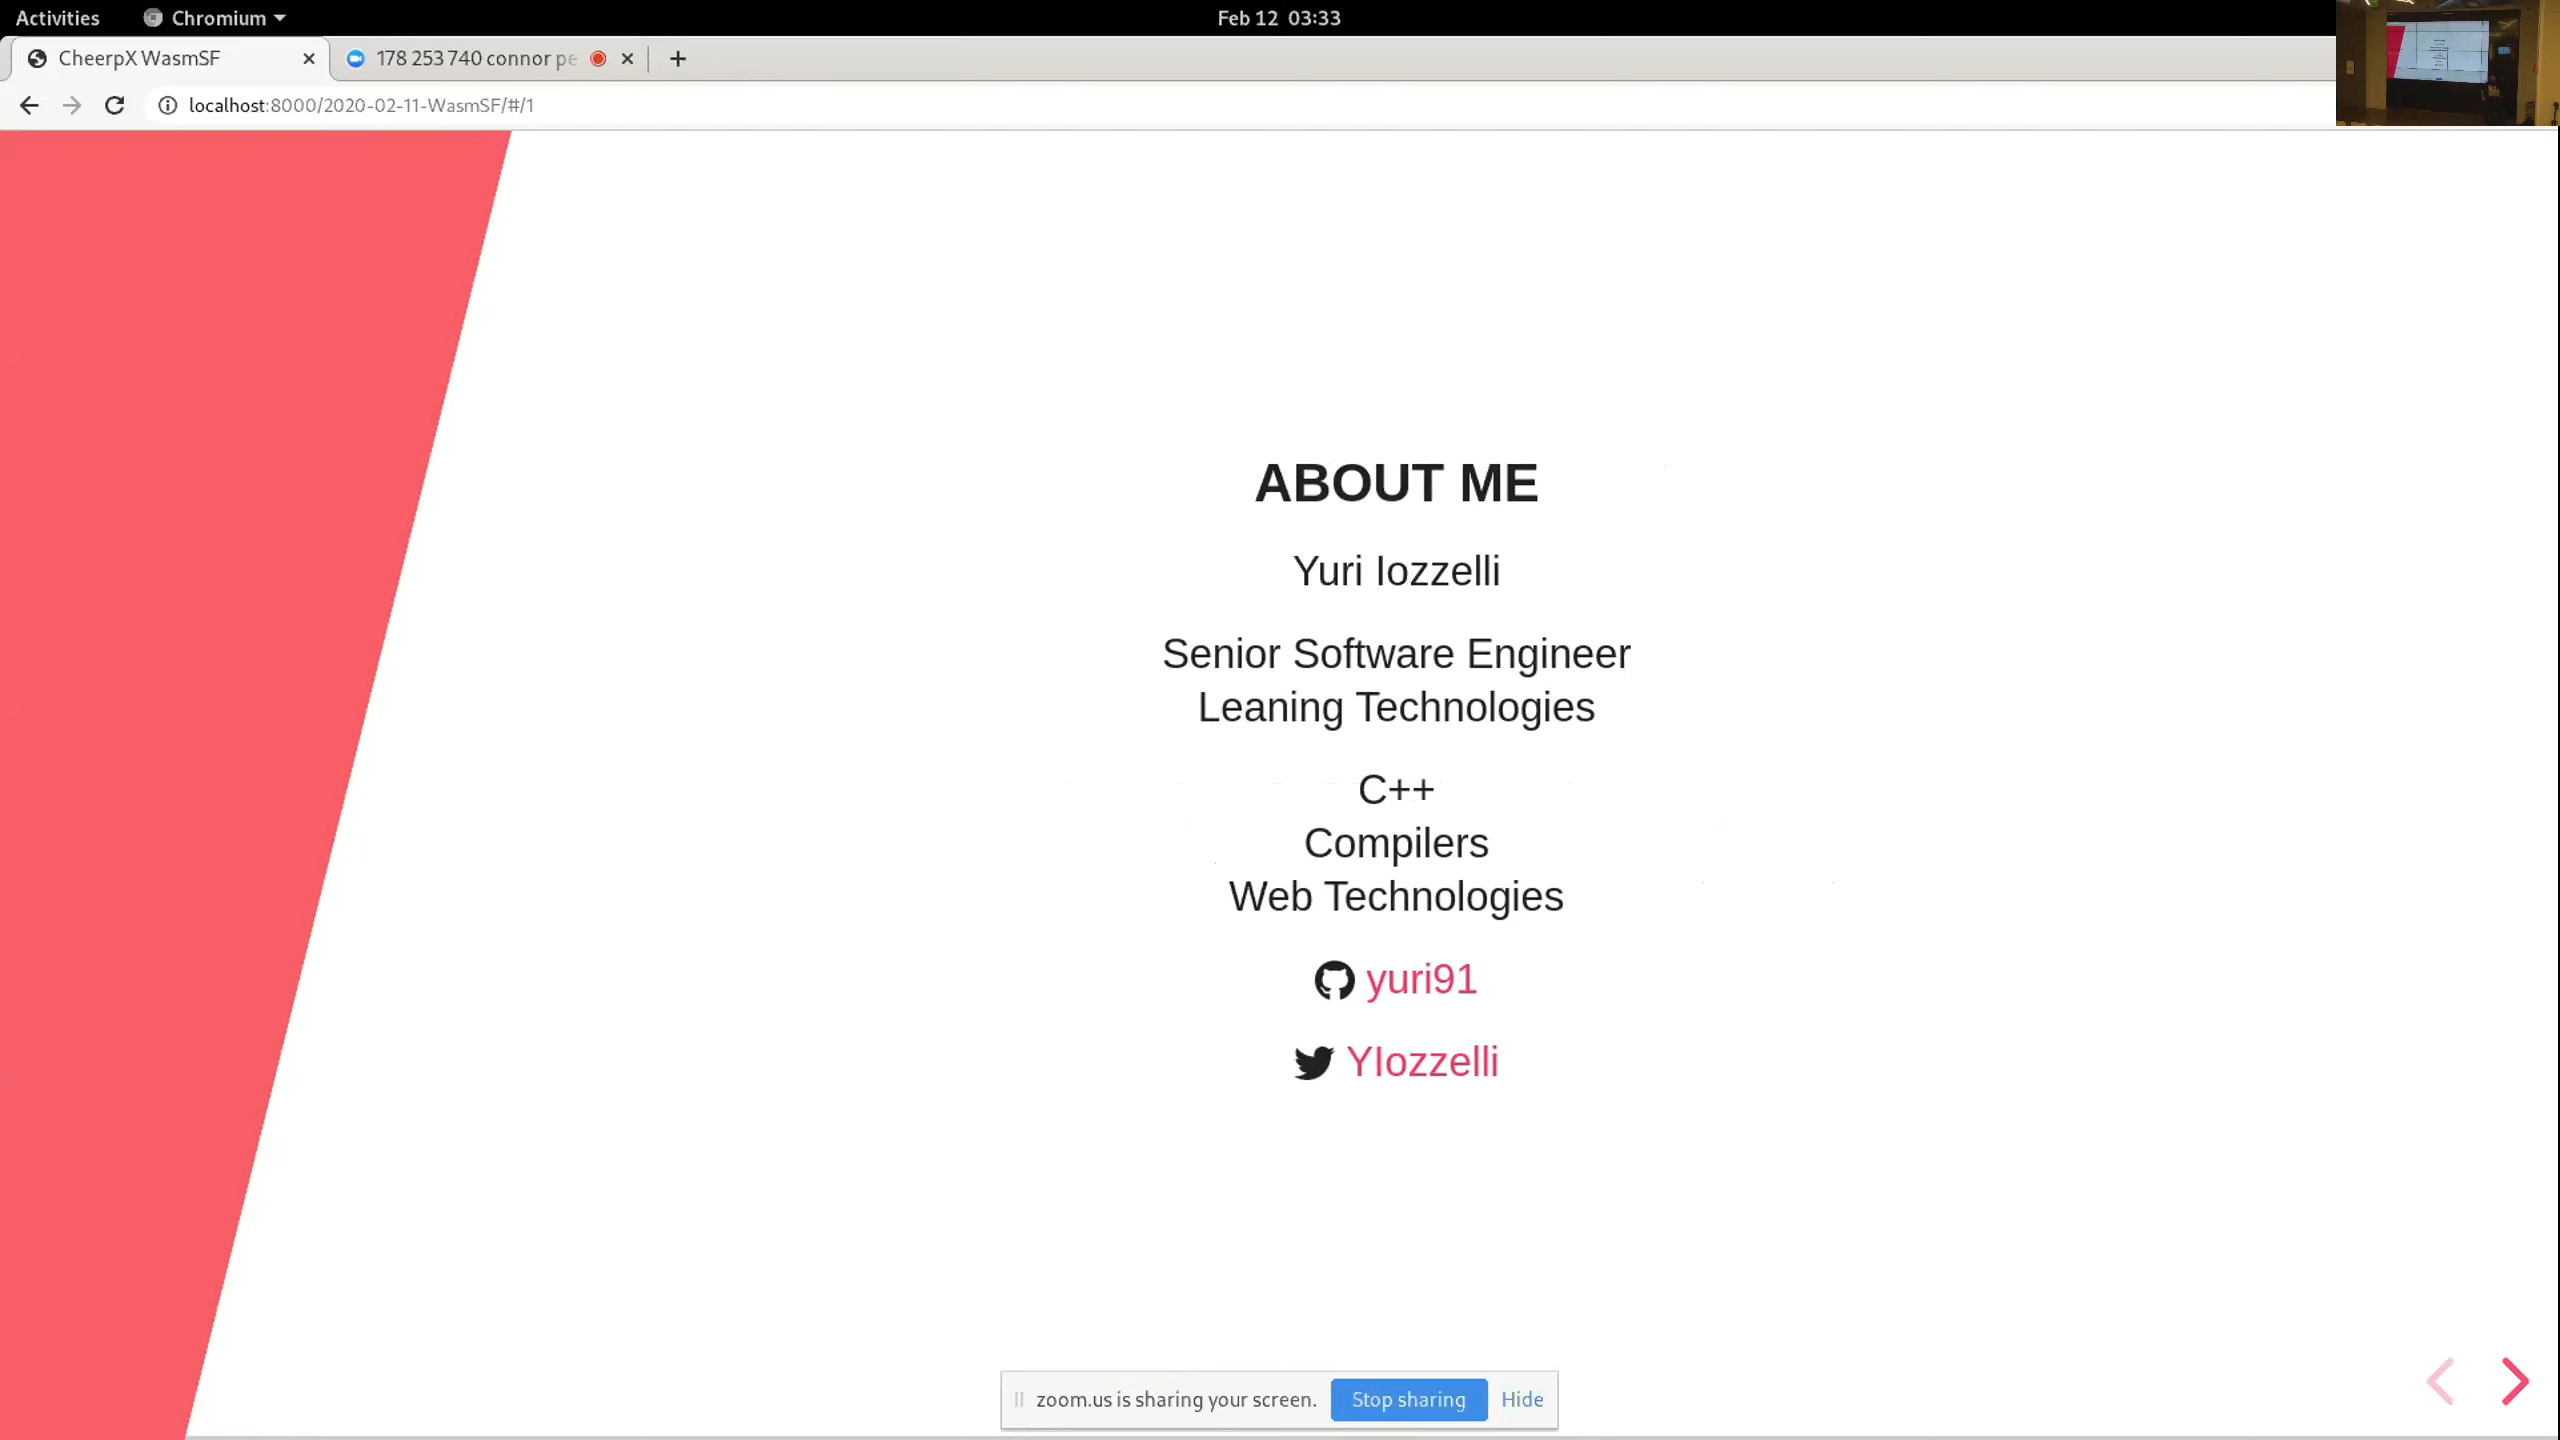 Activities
Chromium
Feb 12 03:33
CheerpX WasmSF
178 253 740 connor pe
localhost:8000/2020-02-11-WasmSF/#/1
ABOUT ME
Yuri Iozzelli
Senior Software Engineer
Leaning Technologies
C++
Compilers
Web Technologies
yuri91
YIozzelli
zoom.us is sharing your screen.
Stop sharing
Hide